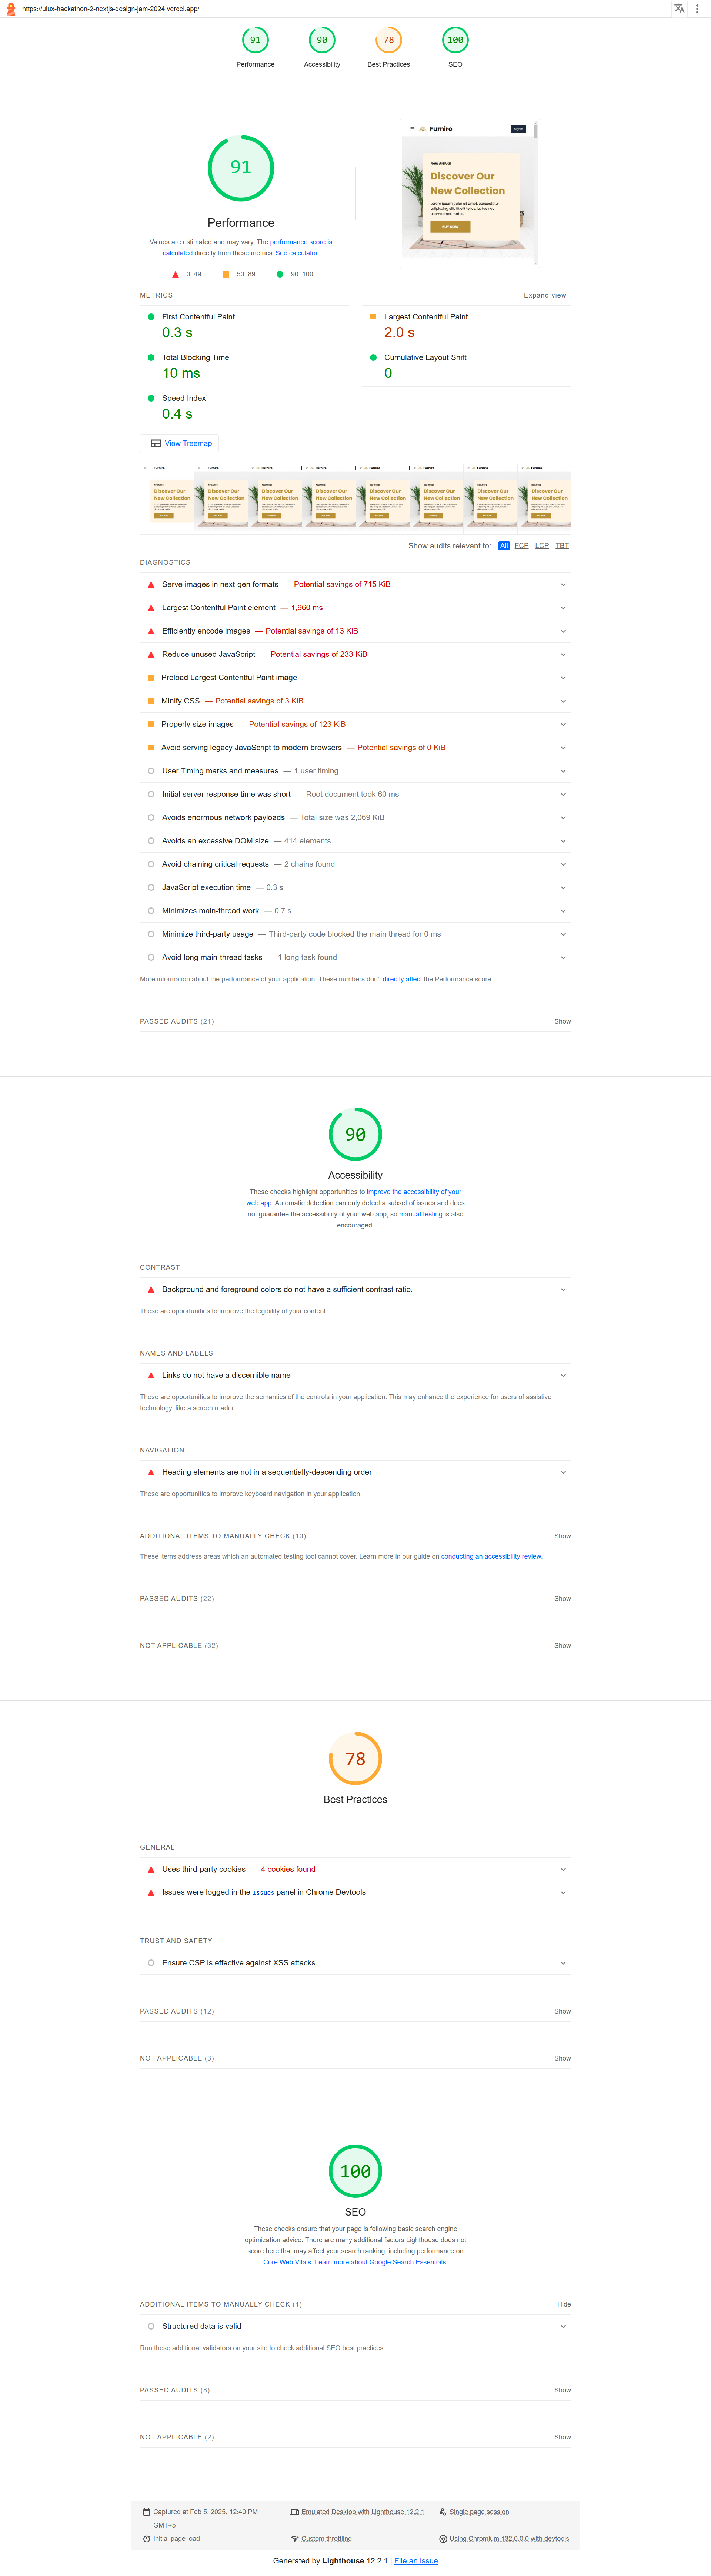 https://uiux-hackathon-2-nextjs-design-jam-2024.vercel.app/
91
90
78
100
Performance
Accessibility
Best Practices
SEO
91
Performance
Values are estimated and may vary. The performance score is
calculated directly from these metrics. See calculator.
0–49
50–89
90–100
Furniro
Sign In
New Arrival
Discover Our
New Collection
Lorem ipsum dolor sit amet, consectetur
adipiscing elit. Ut elit tellus, luctus nec
ullamcorper mattis.
BUY NOW
METRICS
Expand view
First Contentful Paint
0.3 s
Largest Contentful Paint
2.0 s
Total Blocking Time
10 ms
Cumulative Layout Shift
0
Speed Index
0.4 s
View Treemap
Show audits relevant to: All FCP LCP TBT
DIAGNOSTICS
Serve images in next-gen formats — Potential savings of 715 KiB
Largest Contentful Paint element — 1,960 ms
Efficiently encode images — Potential savings of 13 KiB
Reduce unused JavaScript — Potential savings of 233 KiB
Preload Largest Contentful Paint image
Minify CSS — Potential savings of 3 KiB
Properly size images — Potential savings of 123 KiB
Avoid serving legacy JavaScript to modern browsers — Potential savings of 0 KiB
User Timing marks and measures — 1 user timing
Initial server response time was short — Root document took 60 ms
Avoids enormous network payloads — Total size was 2,069 KiB
Avoids an excessive DOM size — 414 elements
Avoid chaining critical requests — 2 chains found
JavaScript execution time — 0.3 s
Minimizes main-thread work — 0.7 s
Minimize third-party usage — Third-party code blocked the main thread for 0 ms
Avoid long main-thread tasks — 1 long task found
More information about the performance of your application. These numbers don't directly affect the Performance score.
PASSED AUDITS (21)
Show
90
Accessibility
These checks highlight opportunities to improve the accessibility of your
web app. Automatic detection can only detect a subset of issues and does
not guarantee the accessibility of your web app, so manual testing is also
encouraged.
CONTRAST
Background and foreground colors do not have a sufficient contrast ratio.
These are opportunities to improve the legibility of your content.
NAMES AND LABELS
Links do not have a discernible name
These are opportunities to improve the semantics of the controls in your application. This may enhance the experience for users of assistive
technology, like a screen reader.
NAVIGATION
Heading elements are not in a sequentially-descending order
These are opportunities to improve keyboard navigation in your application.
ADDITIONAL ITEMS TO MANUALLY CHECK (10)
Show
These items address areas which an automated testing tool cannot cover. Learn more in our guide on conducting an accessibility review.
PASSED AUDITS (22)
Show
NOT APPLICABLE (32)
Show
78
Best Practices
GENERAL
Uses third-party cookies — 4 cookies found
Issues were logged in the Issues panel in Chrome Devtools
TRUST AND SAFETY
Ensure CSP is effective against XSS attacks
PASSED AUDITS (12)
Show
NOT APPLICABLE (3)
Show
100
SEO
These checks ensure that your page is following basic search engine
optimization advice. There are many additional factors Lighthouse does not
score here that may affect your search ranking, including performance on
Core Web Vitals. Learn more about Google Search Essentials.
ADDITIONAL ITEMS TO MANUALLY CHECK (1)
Hide
Structured data is valid
Run these additional validators on your site to check additional SEO best practices.
PASSED AUDITS (8)
Show
NOT APPLICABLE (2)
Show
Captured at Feb 5, 2025, 12:40 PM
GMT+5
Emulated Desktop with Lighthouse 12.2.1
Single page session
Initial page load
Custom throttling
Using Chromium 132.0.0.0 with devtools
Generated by Lighthouse 12.2.1 | File an issue